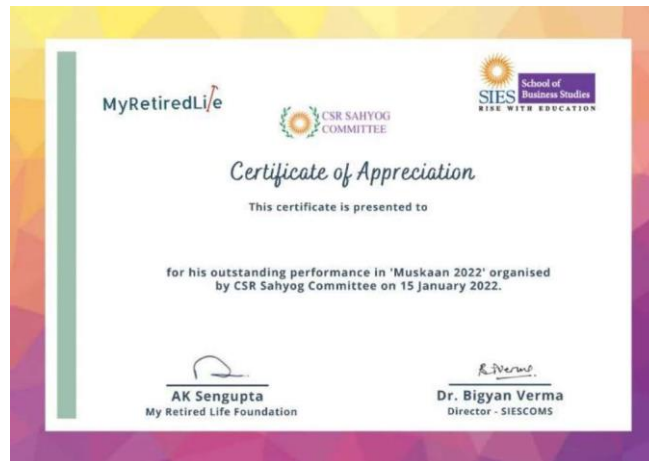 MyRetiredLife
CSR SAHYOG
COMMITTEE
SIES
School of
Business Studies
RISE WITH EDUCATION
Certificate of Appreciation
This certificate is presented to
for his outstanding performance in 'Muskaan 2022' organised
by CSR Sahyog Committee on 15 January 2022.
R.Verma.
AK Sengupta
My Retired Life Foundation
Dr. Bigyan Verma
Director - SIESCOMS